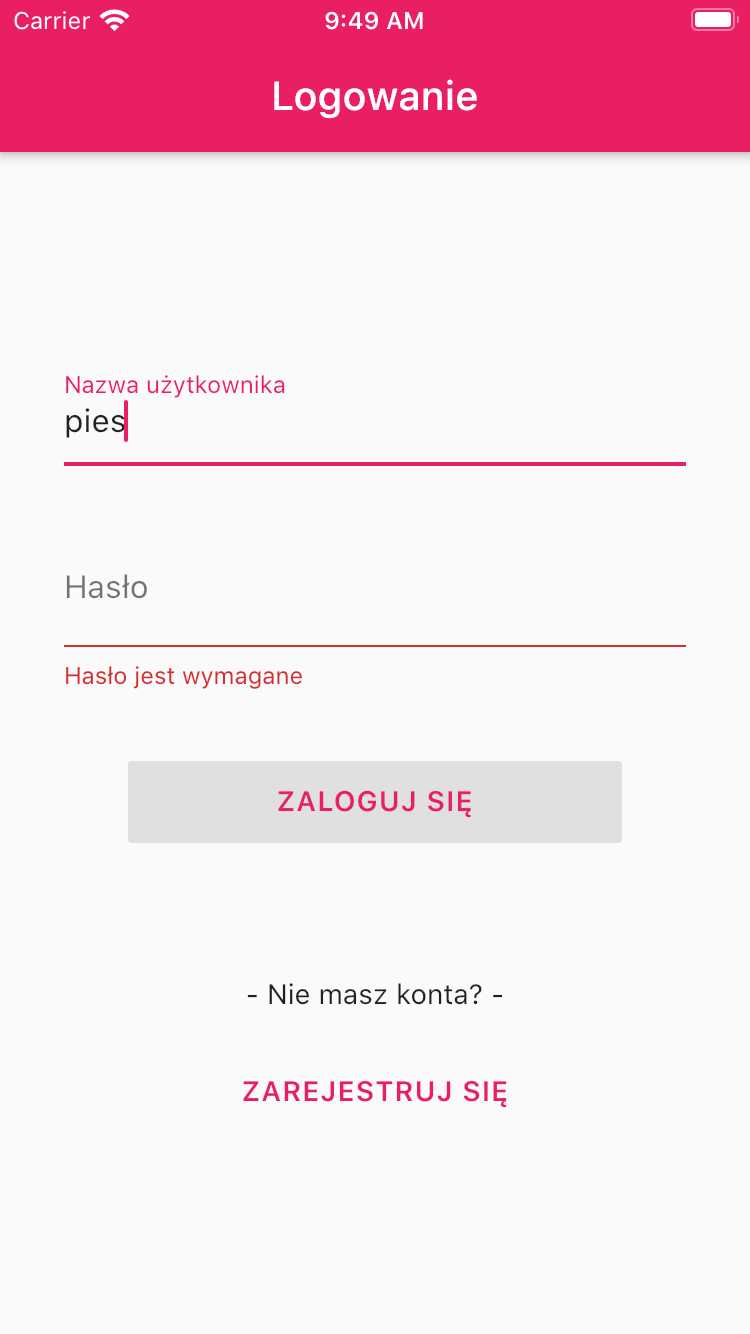 Carrier 9:49 AM
Logowanie
Nazwa użytkownika
pies
Hasło
Hasło jest wymagane
ZALOGUJ SIĘ
- Nie masz konta? -
ZAREJESTRUJ SIĘ